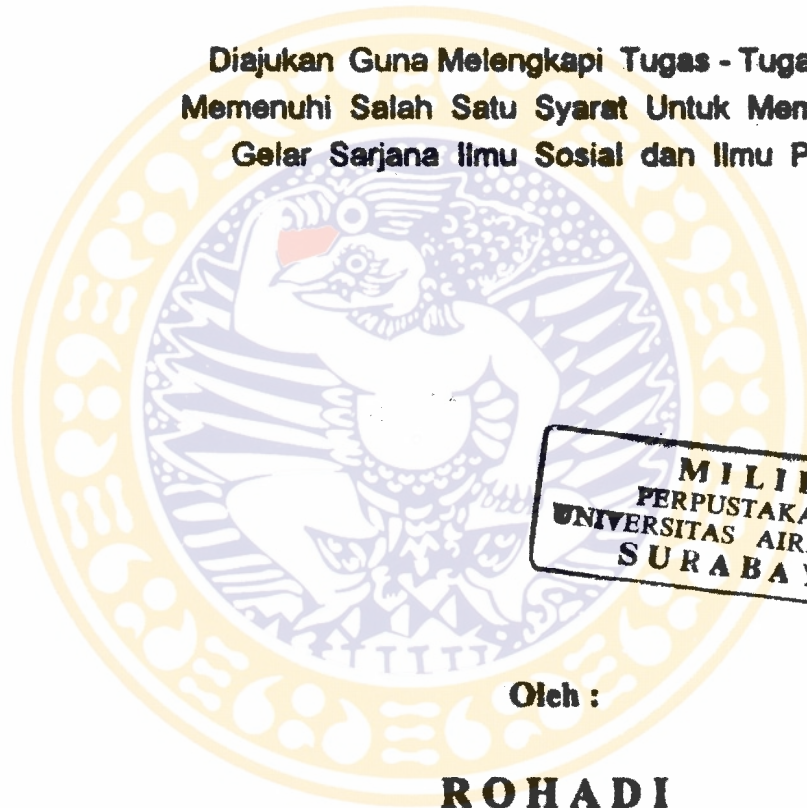 Diajukan Guna Melengkapi Tugas - Tuga
Memenuhi Salah Satu Syarat Untuk Mem
Gelar Sarjana Ilmu Sosial dan Ilmu P
MILI
PERPUSTAKA
UNIVERSITAS AIR
SURABA
Oleh :
ROHADI